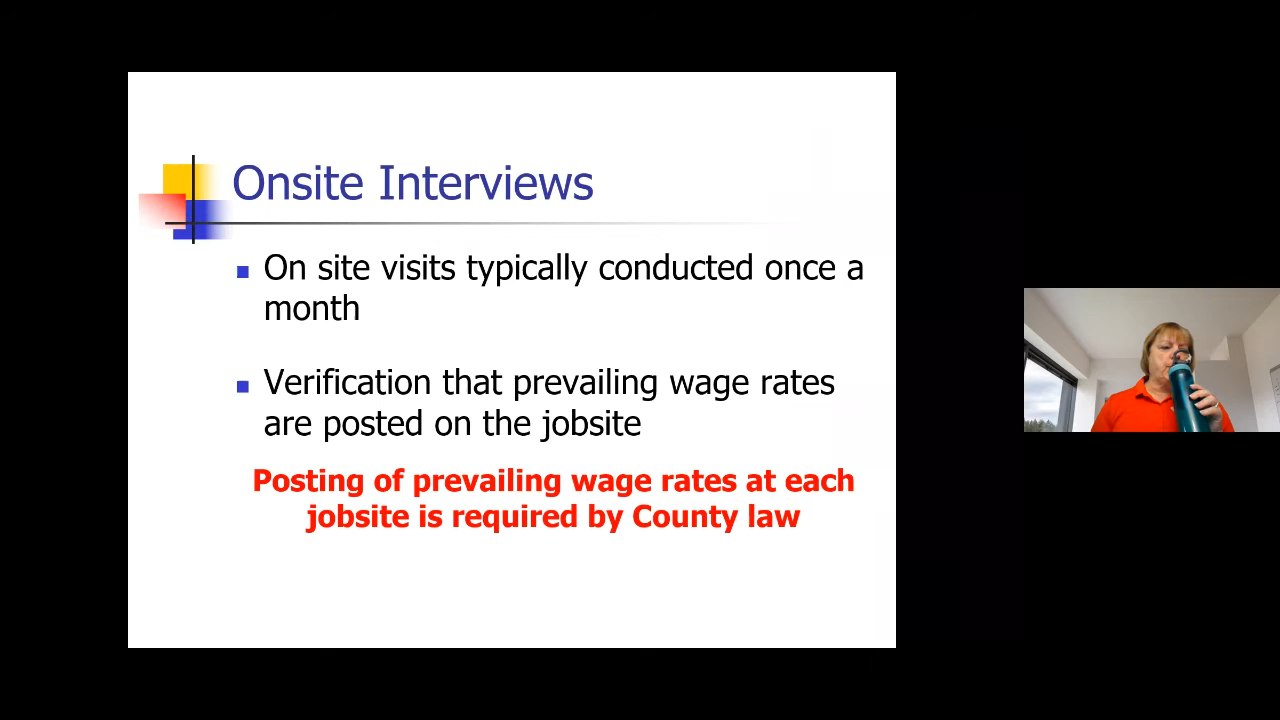 Onsite Interviews
On site visits typically conducted once a
month
Verification that prevailing wage rates
are posted on the jobsite
Posting of prevailing wage rates at each
jobsite is required by County law